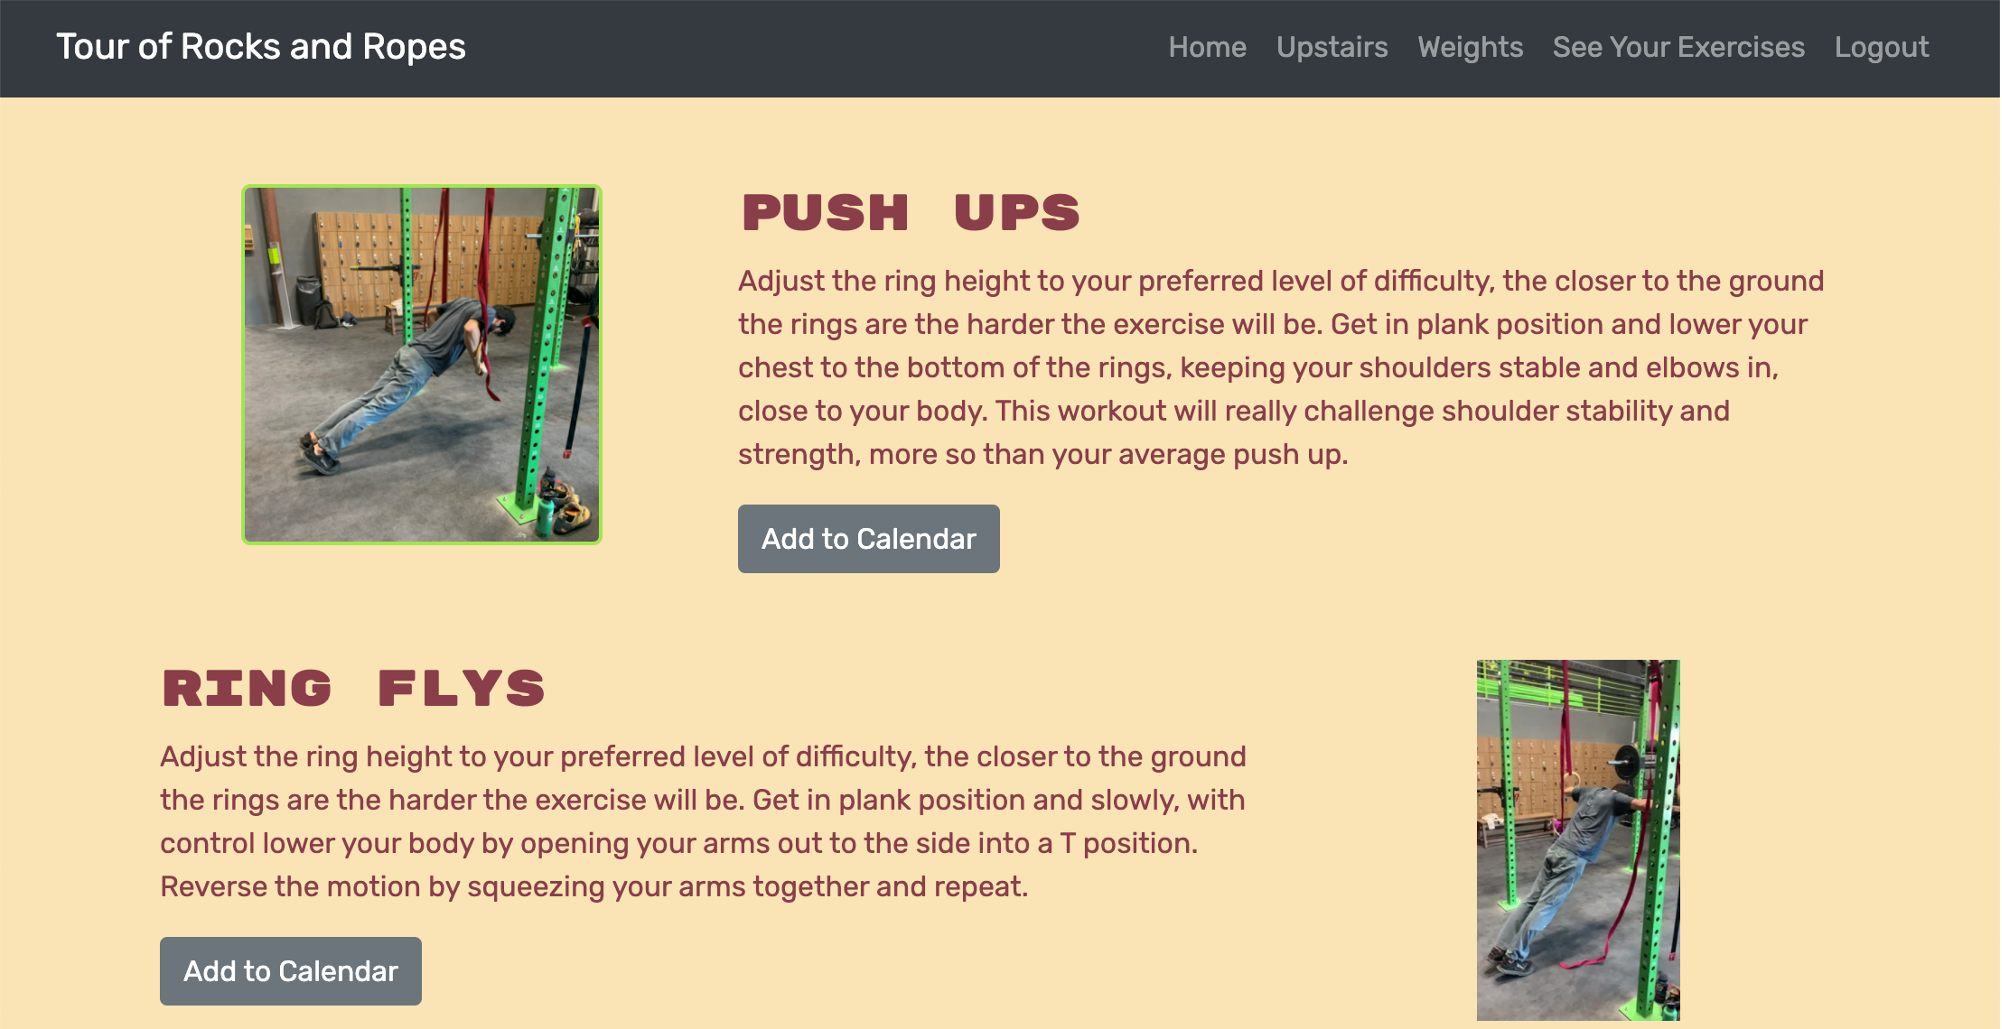 Tour of Rocks and Ropes
Home Upstairs Weights See Your Exercises Logout
PUSH UPS
Adjust the ring height to your preferred level of difficulty, the closer to the ground
the rings are the harder the exercise will be. Get in plank position and lower your
chest to the bottom of the rings, keeping your shoulders stable and elbows in,
close to your body. This workout will really challenge shoulder stability and
strength, more so than your average push up.
Add to Calendar
RING FLYS
Adjust the ring height to your preferred level of difficulty, the closer to the ground
the rings are the harder the exercise will be. Get in plank position and slowly, with
control lower your body by opening your arms out to the side into a T position.
Reverse the motion by squeezing your arms together and repeat.
Add to Calendar